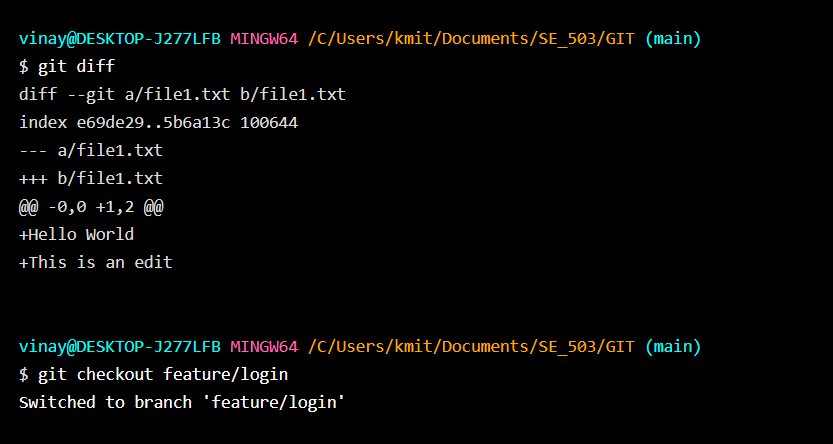 vinay@DESKTOP-J277LFB MINGW64 /C/Users/kmit/Documents/SE_503/GIT (main)
$ git diff
diff --git a/file1.txt b/file1.txt
index e69de29..5b6a13c 100644
--- a/file1.txt
+++ b/file1.txt
@@ -0,0 +1,2 @@
+Hello World
+This is an edit
vinay@DESKTOP-J277LFB MINGW64 /C/Users/kmit/Documents/SE_503/GIT (main)
$ git checkout feature/login
Switched to branch 'feature/login'